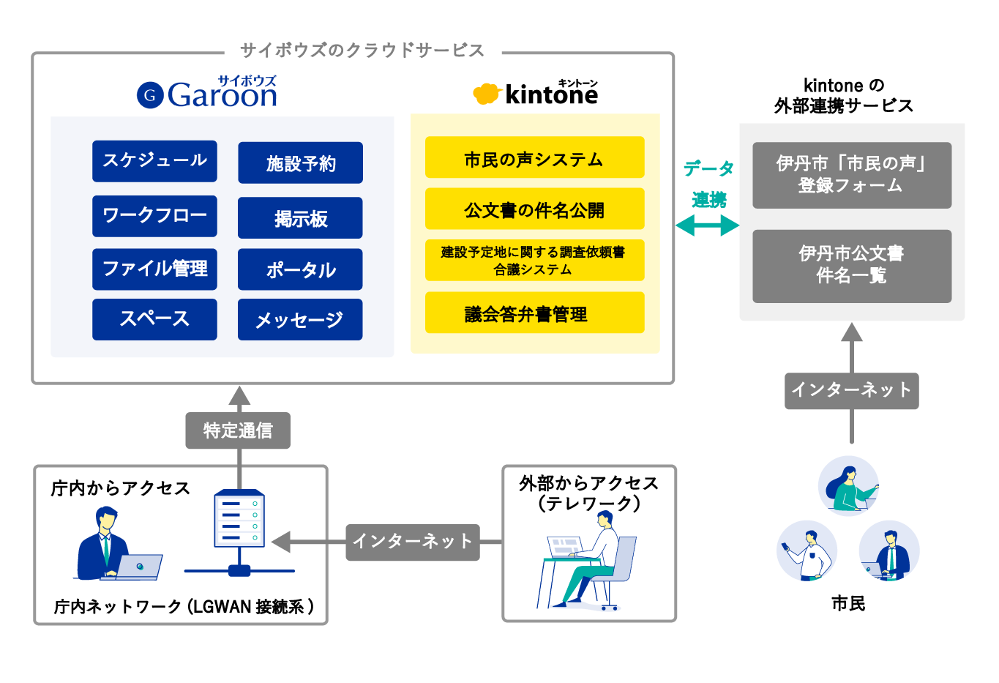 サイボウズのクラウドサービス
サイボウズ
G Garoon
スケジュール
施設予約
ワークフロー
掲示板
ファイル管理
ポータル
スペース
メッセージ
キントーン
kintone
市民の声システム
公文書の件名公開
建設予定地に関する調査依頼書
合議システム
議会答弁書管理
データ
連携
kintone の
外部連携サービス
伊丹市「市民の声」
登録フォーム
伊丹市公文書
件名一覧
特定通信
インターネット
庁内からアクセス
庁内ネットワーク(LGWAN 接続系)
インターネット
外部からアクセス
(テレワーク)
市民